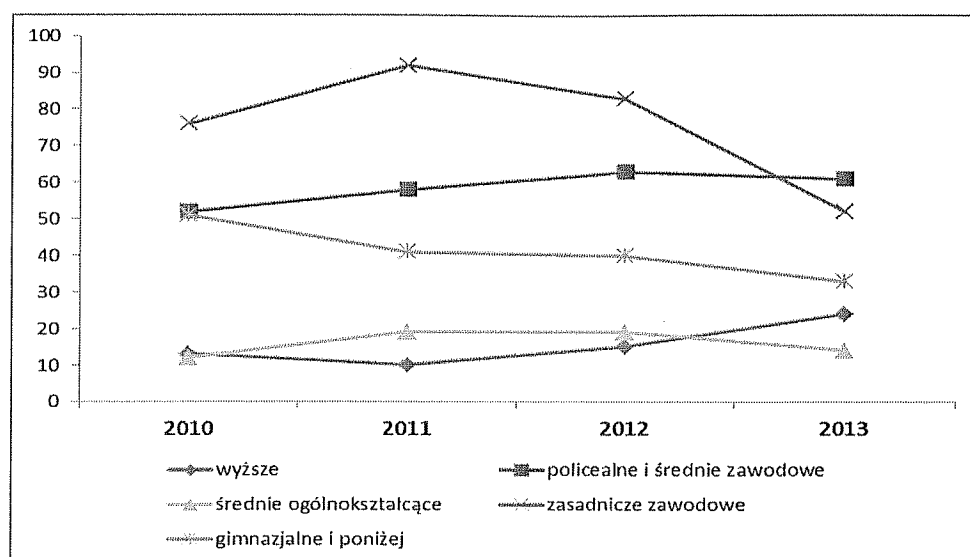 100
90
80
70
60
50
40
30
20
10
0
2010 2011 2012 2013
wyższe policealne i średnie zawodowe
średnie ogólnokształcące zasadnicze zawodowe
gimnazjalne i poniżej